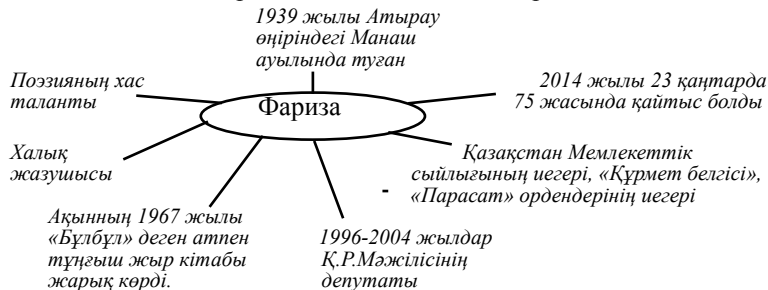 1939 жылы Атырау
өңіріндегі Манаш
ауылында туған
Поэзияның хас
таланты
Фариза
2014 жылы 23 қаңтарда
75 жасында қайтыс болды
Халық
жазушысы
Қазақстан Мемлекеттік
сыйлығының иегері, «Құрмет белгісі»,
«Парасат» ордендерінің иегері
Ақынның 1967 жылы
«Бұлбұл» деген атпен
тұңғыш жыр кітабы
жарық көрді.
1996-2004 жылдар
Қ.Р.Мәжілісінің
депутаты